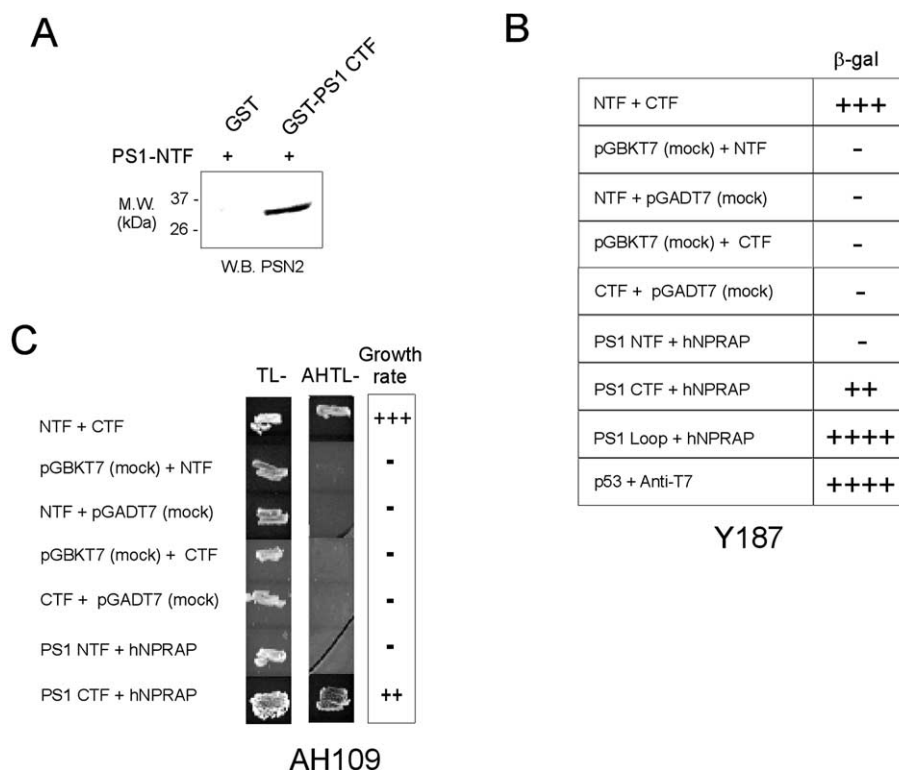 A
GST
GST-PS1 CTF
PS1-NTF + +
M.W.
(kDa)
37 -
26 -
W.B. PSN2
B
β-gal
NTF + CTF +++
pGBKT7 (mock) + NTF -
NTF + pGADT7 (mock) -
pGBKT7 (mock) + CTF -
CTF + pGADT7 (mock) -
PS1 NTF + hNPRAP -
PS1 CTF + hNPRAP ++
PS1 Loop + hNPRAP ++++
p53 + Anti-T7 ++++
Y187
C
TL- AHTL- Growth
rate
NTF + CTF +++
pGBKT7 (mock) + NTF -
NTF + pGADT7 (mock) -
pGBKT7 (mock) + CTF -
CTF + pGADT7 (mock) -
PS1 NTF + hNPRAP -
PS1 CTF + hNPRAP ++
AH109